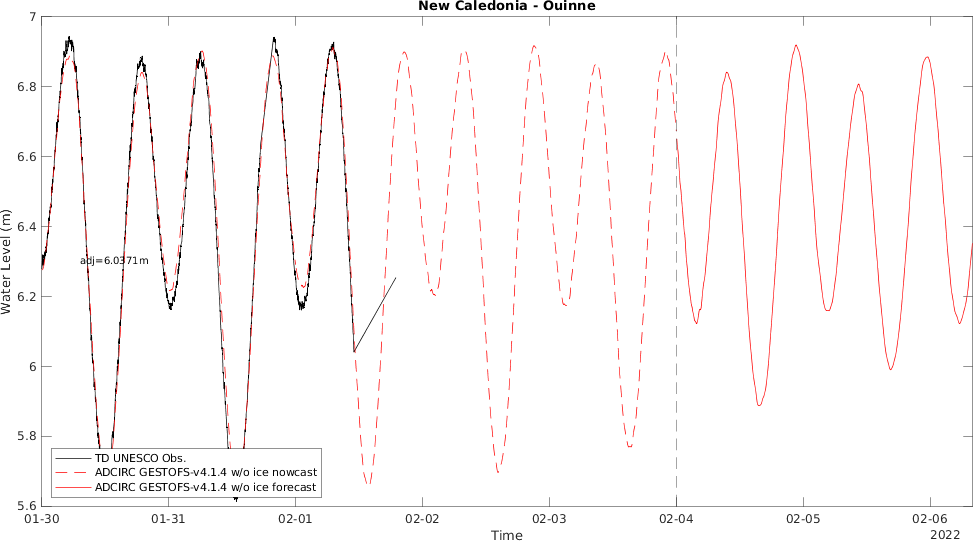 New Caledonia - Ouinne
7
6.8
6.6
6.4
6.2
6
5.8
5.6
Water Level (m)
adj=6.0371m
TD UNESCO Obs.
ADCIRC GESTOFS-v4.1.4 w/o ice nowcast
ADCIRC GESTOFS-v4.1.4 w/o ice forecast
01-30 01-31 02-01 02-02 02-03 02-04 02-05 02-06
Time
2022